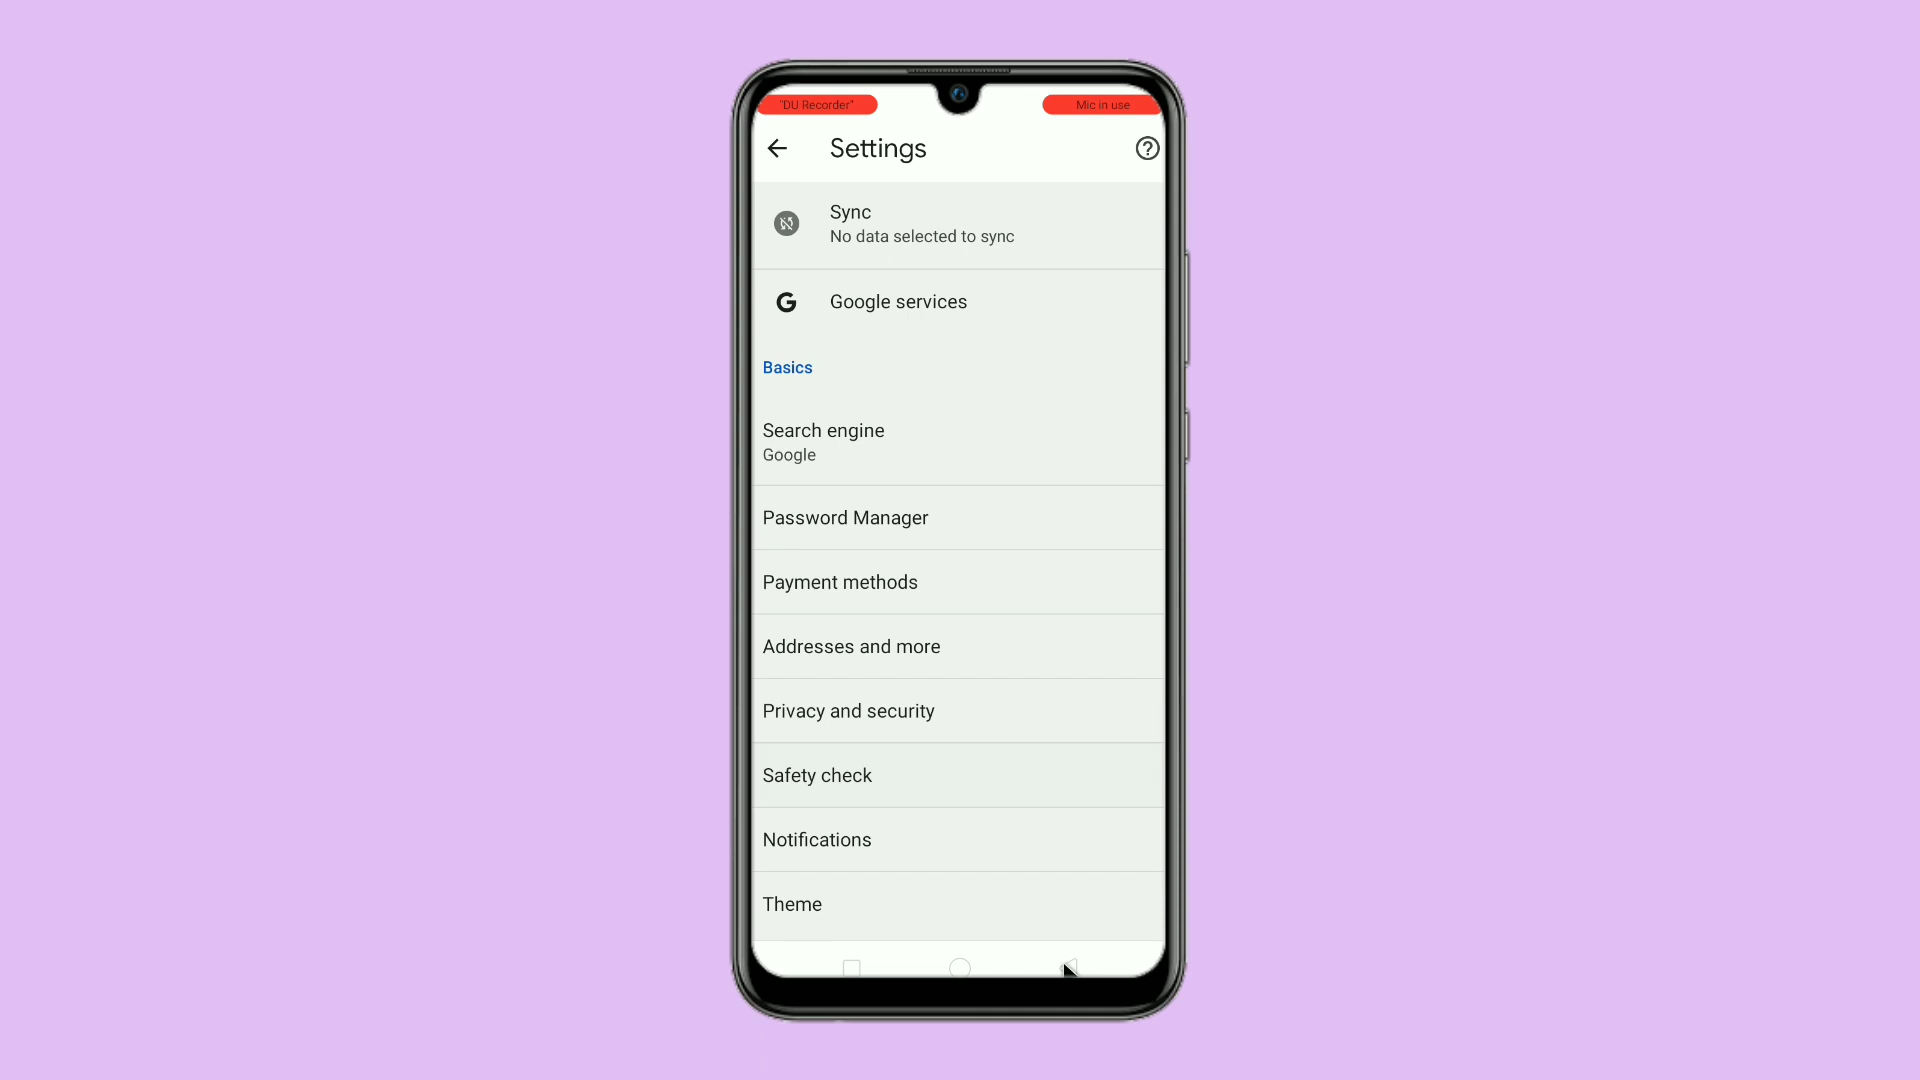 "DU Recorder"
Mic in use
Settings
Sync
No data selected to sync
Google services
Basics
Search engine
Google
Password Manager
Payment methods
Addresses and more
Privacy and security
Safety check
Notifications
Theme